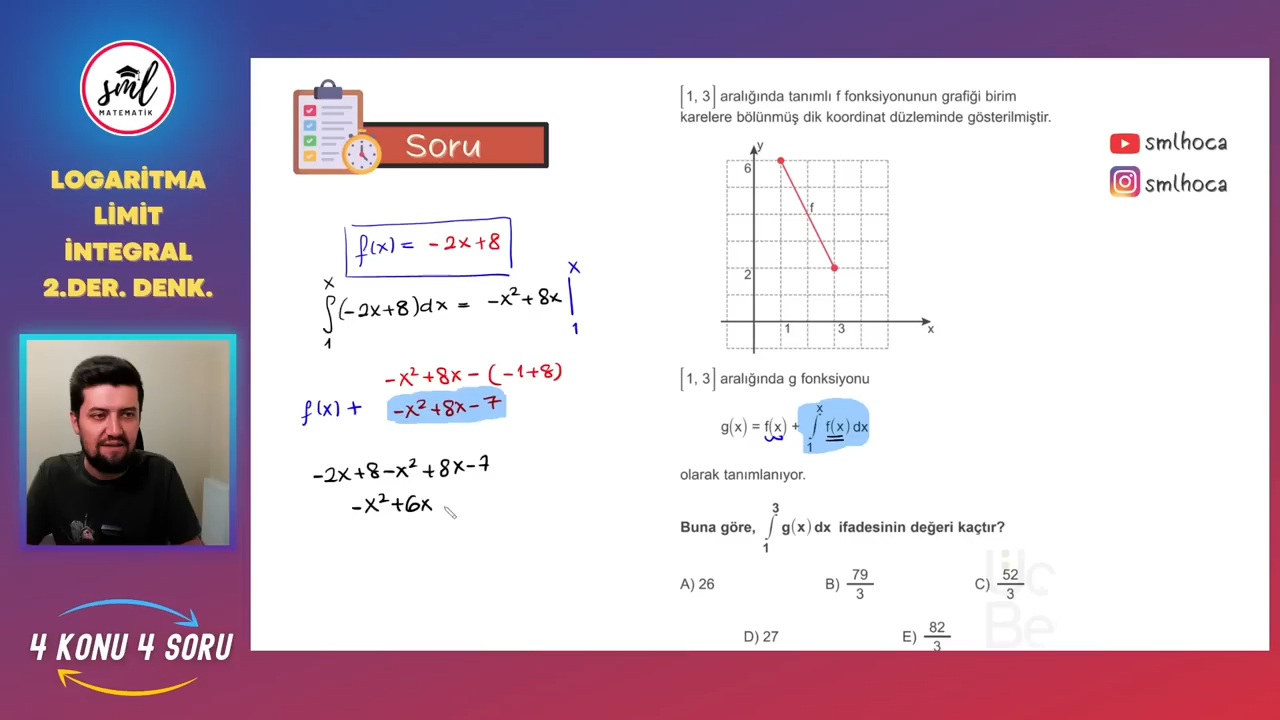 sml
MATEMATİK
LOGARİTMA
LİMİT
İNTEGRAL
2.DER. DENK.
4 KONU 4 SORU
Soru
f(x) = -2x+8
∫₁ˣ (-2x+8)dx = -x²+8x |₁ˣ
-x²+8x-(-1+8)
f(x) + -x²+8x-7
-2x+8-x²+8x-7
-x²+6x
[1, 3] aralığında tanımlı f fonksiyonunun grafiği birim
karelere bölünmüş dik koordinat düzleminde gösterilmiştir.
y
6
f
2
1 3 x
[1, 3] aralığında g fonksiyonu
g(x) = f(x) + ∫₁ˣ f(x) dx
olarak tanımlanıyor.
Buna göre, ∫₁³ g(x) dx ifadesinin değeri kaçtır?
A) 26 B) 79/3 C) 52/3
D) 27 E) 82/3
smlhoca
smlhoca